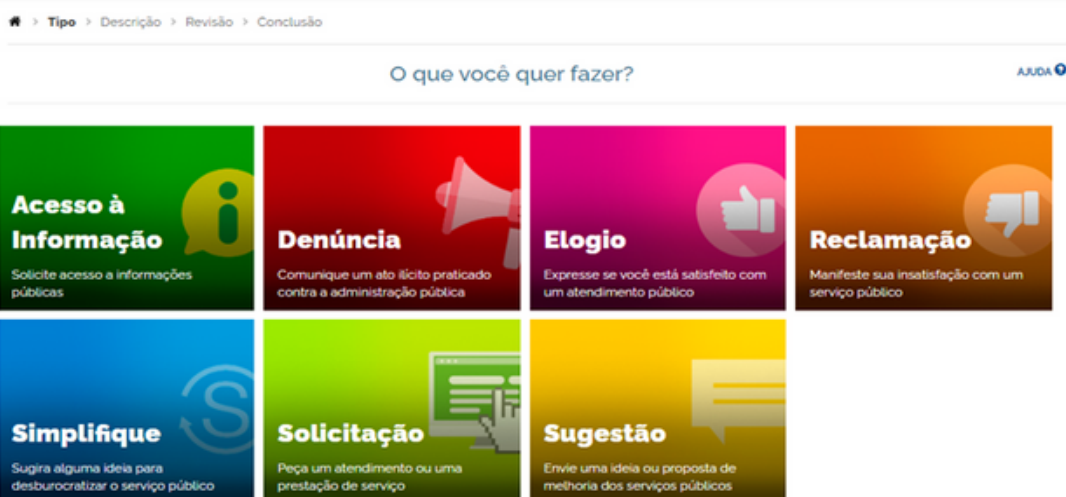 > Tipo > Descrição > Revisão > Conclusão
O que você quer fazer?
AJUDA
Acesso à
Informação
Solicite acesso a informações
públicas
Denúncia
Comunique um ato ilícito praticado
contra a administração pública
Elogio
Expresse se você está satisfeito com
um atendimento público
Reclamação
Manifeste sua insatisfação com um
serviço público
Simplifique
Sugira alguma ideia para
desburocratizar o serviço público
Solicitação
Peça um atendimento ou uma
prestação de serviço
Sugestão
Envie uma ideia ou proposta de
melhoria dos serviços públicos